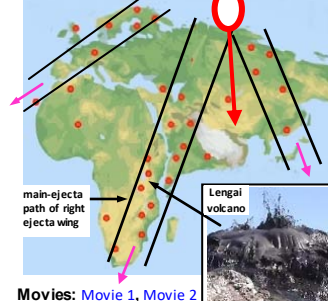 Lengai
volcano
main-ejecta
path of right
ejecta wing
Movies: Movie 1, Movie 2